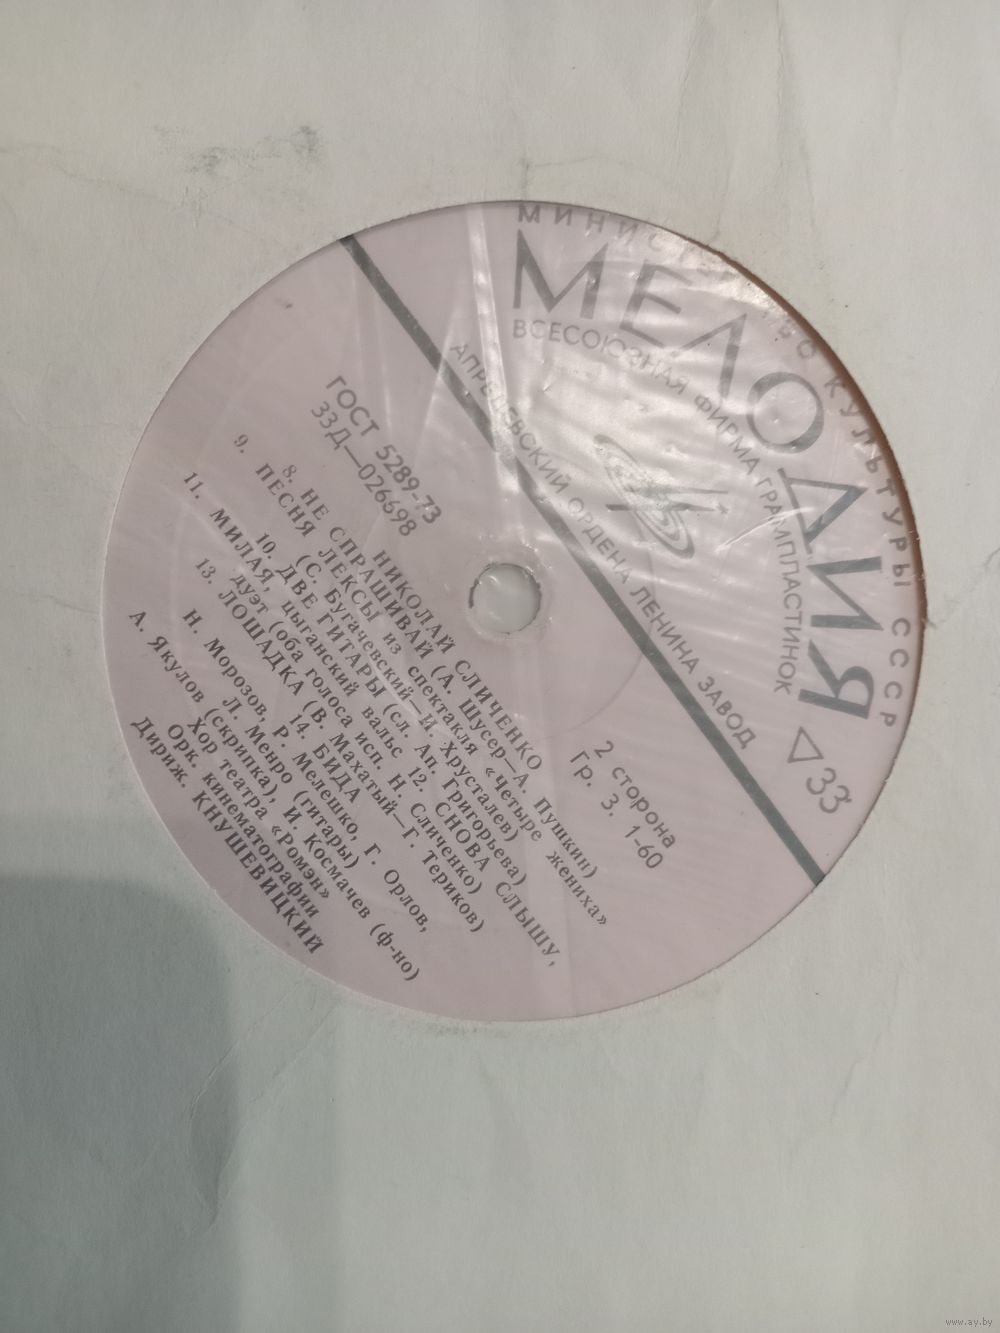 МИНИСТЕРСТВО КУЛЬТУРЫ СССР
МЕЛОДИЯ
ВСЕСОЮЗНАЯ ФИРМА ГРАМПЛАСТИНОК
АПРЕЛЕВСКИЙ ОРДЕНА ЛЕНИНА ЗАВОД
▽33
ГОСТ 5289-73
33Д—026698
2 сторона
Гр. 3. 1-60
НИКОЛАЙ СЛИЧЕНКО
8. НЕ СПРАШИВАЙ (А. Шусер—А. Пушкин)
9. ПЕСНЯ ЛЕКСЫ из спектакля «Четыре жениха»
(С. Бугачевский—И. Хрусталев)
10. ДВЕ ГИТАРЫ (сл. Ап. Григорьева)
11. МИЛАЯ, цыганский вальс 12. СНОВА СЛЫШУ,
дуэт (оба голоса исп. Н. Сличенко)
13. ЛОШАДКА (В. Махатый—Г. Териков)
14. БИДА
Н. Морозов, Р. Мелешко, Г. Орлов,
Л. Менро (гитары)
А. Якулов (скрипка), И. Космачев (ф-но)
Хор театра «Ромэн»
Орк. кинематографии
Дириж. КНУШЕВИЦКИЙ
www.ay.by